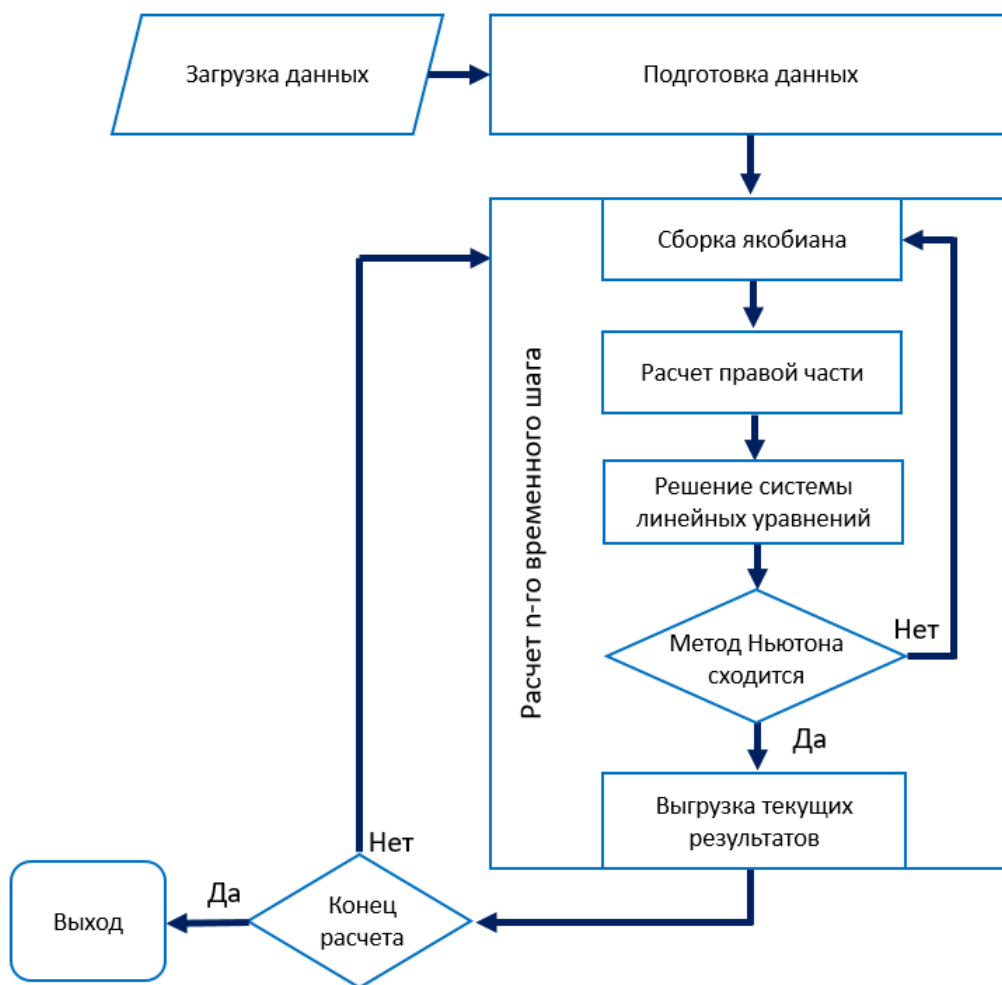 Загрузка данных
Подготовка данных
Расчет n-го временного шага
Сборка якобиана
Расчет правой части
Решение системы
линейных уравнений
Метод Ньютона
сходится
Нет
Да
Выгрузка текущих
результатов
Нет
Конец
расчета
Да
Выход